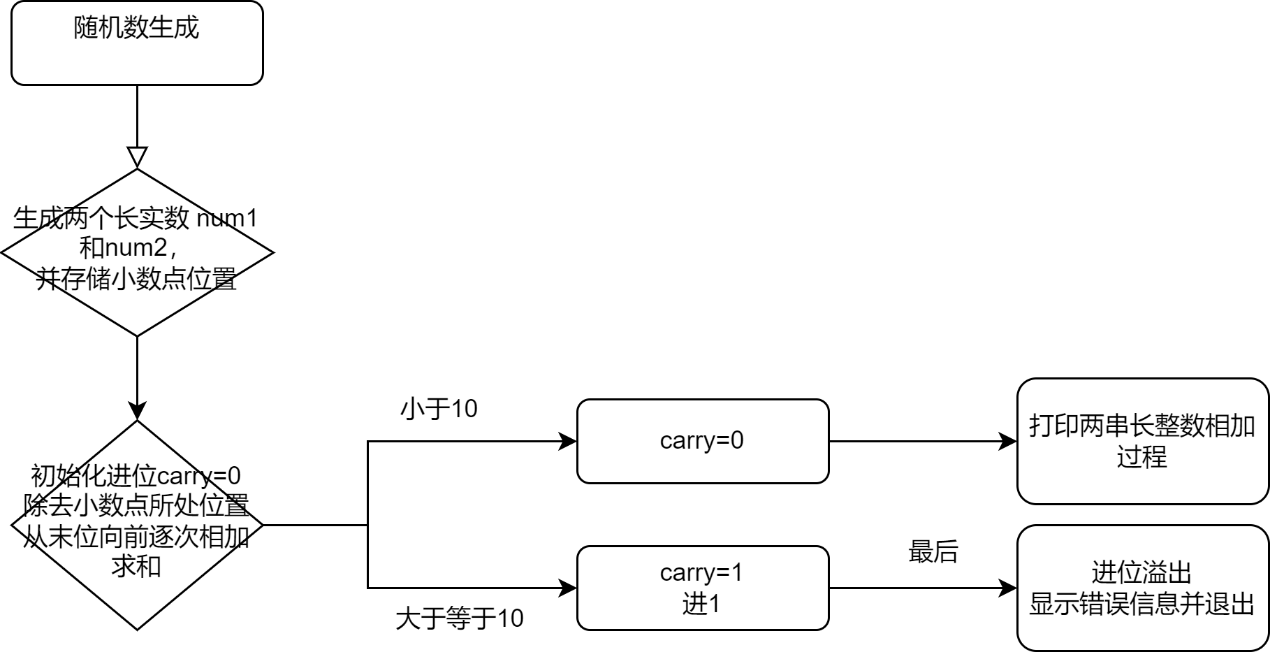 随机数生成
生成两个长实数 num1
和num2，
并存储小数点位置
初始化进位carry=0
除去小数点所处位置
从末位向前逐次相加
求和
小于10
carry=0
打印两串长整数相加
过程
大于等于10
carry=1
进1
最后
进位溢出
显示错误信息并退出